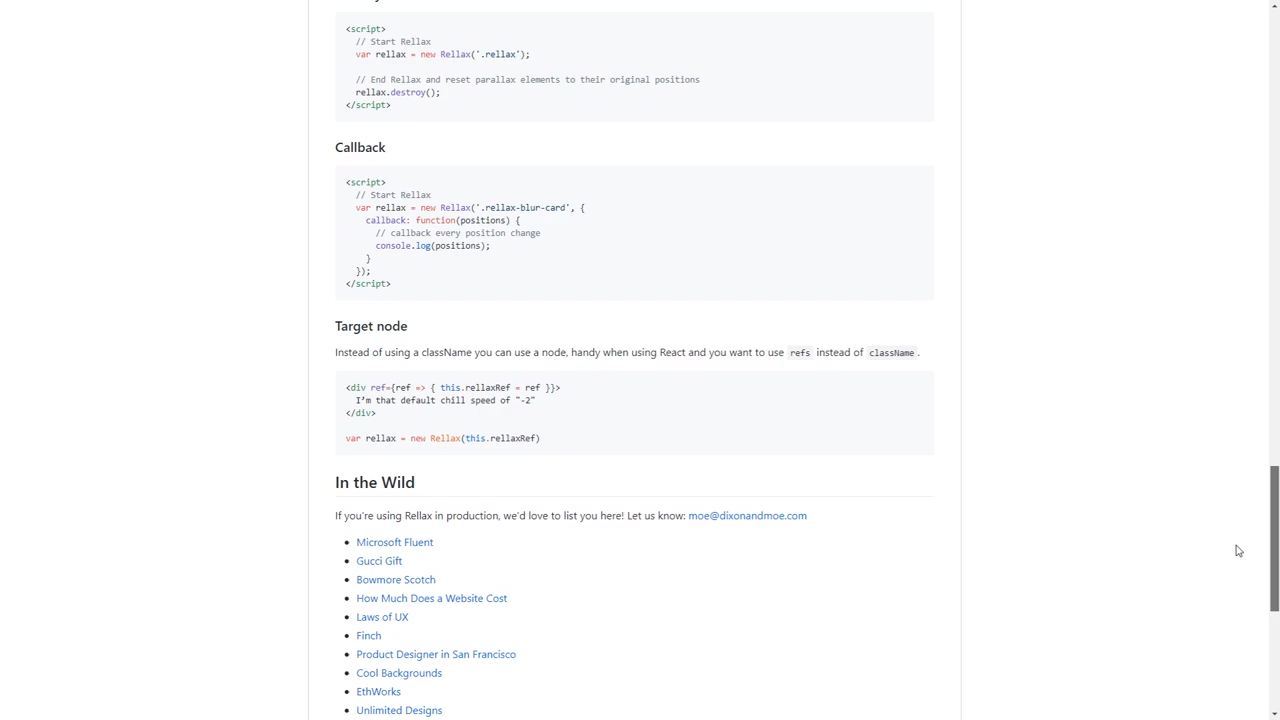 <script>
// Start Rellax
var rellax = new Rellax('.rellax');
// End Rellax and reset parallax elements to their original positions
rellax.destroy();
</script>
Callback
<script>
// Start Rellax
var rellax = new Rellax('.rellax-blur-card', {
callback: function(positions) {
// callback every position change
console.log(positions);
}
});
</script>
Target node
Instead of using a className you can use a node, handy when using React and you want to use refs instead of className.
<div ref={ref => { this.rellaxRef = ref }}>
I’m that default chill speed of "-2"
</div>
var rellax = new Rellax(this.rellaxRef)
In the Wild
If you're using Rellax in production, we'd love to list you here! Let us know: moe@dixonandmoe.com
• Microsoft Fluent
• Gucci Gift
• Bowmore Scotch
• How Much Does a Website Cost
• Laws of UX
• Finch
• Product Designer in San Francisco
• Cool Backgrounds
• EthWorks
• Unlimited Designs